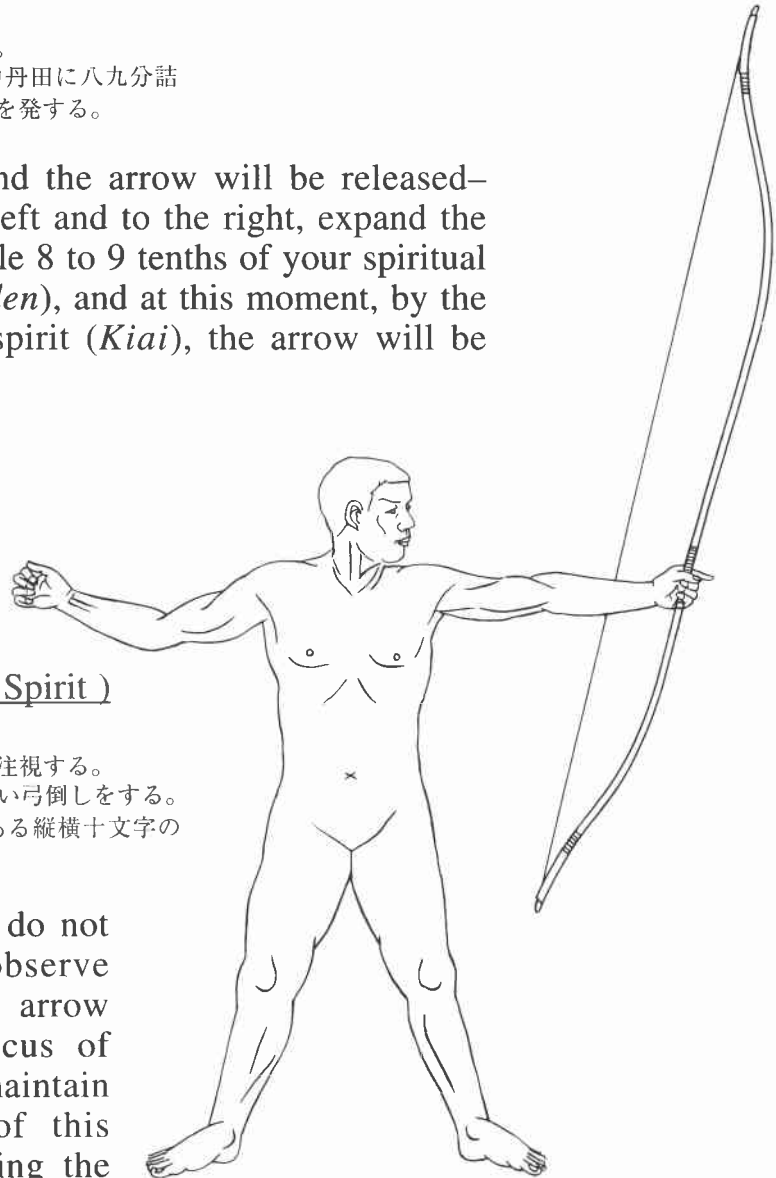 。
丹田に八九分詰
を発する。
nd the arrow will be released–
eft and to the right, expand the
le 8 to 9 tenths of your spiritual
len), and at this moment, by the
spirit (Kiai), the arrow will be
Spirit )
注視する。
い弓倒しをする。
ある縦横十文字の
do not
observe
arrow
cus of
maintain
of this
ing the